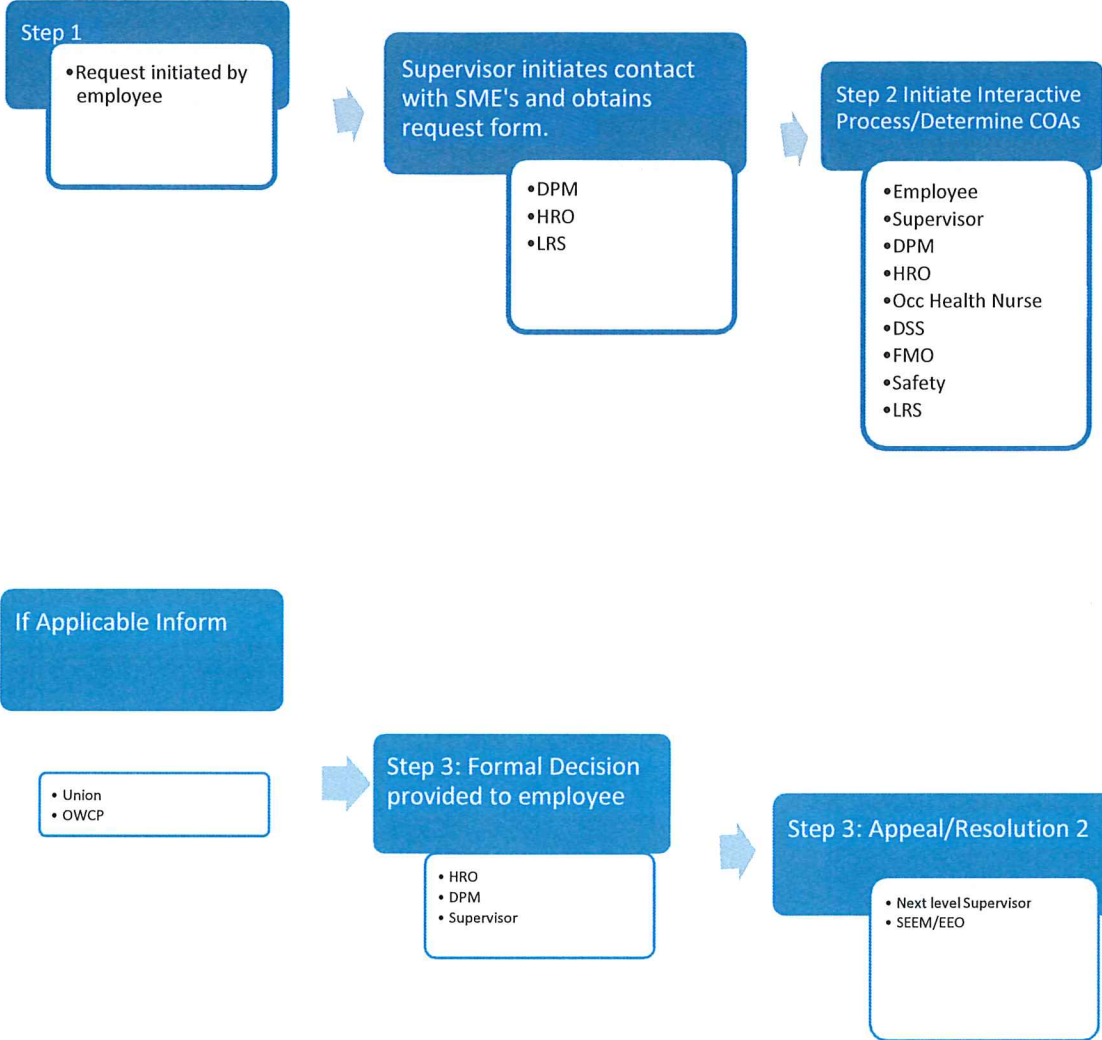 Step 1
•Request initiated by
employee
Supervisor initiates contact
with SME's and obtains
request form.
•DPM
•HRO
•LRS
Step 2 Initiate Interactive
Process/Determine COAs
•Employee
•Supervisor
•DPM
•HRO
•Occ Health Nurse
•DSS
•FMO
•Safety
•LRS
If Applicable Inform
• Union
• OWCP
Step 3: Formal Decision
provided to employee
• HRO
• DPM
• Supervisor
Step 3: Appeal/Resolution 2
• Next level Supervisor
• SEEM/EEO